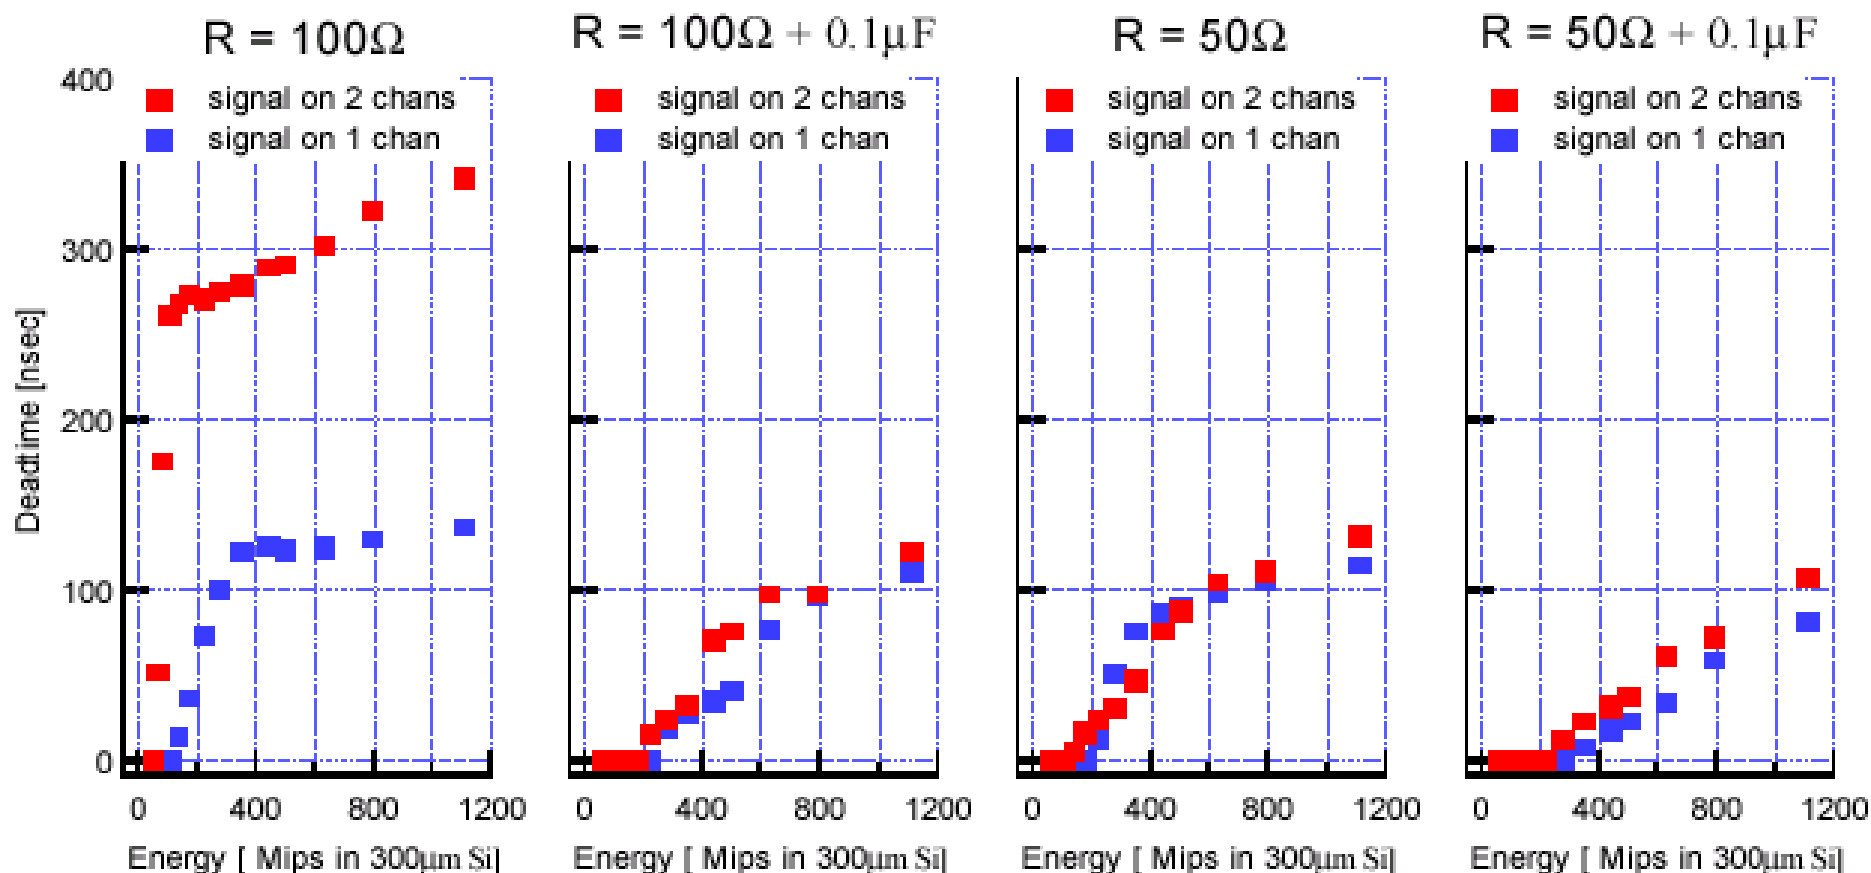 R = 100Ω
R = 100Ω + 0.1μF
R = 50Ω
R = 50Ω + 0.1μF
400
signal on 2 chans
signal on 2 chans
signal on 2 chans
signal on 2 chans
signal on 1 chan
signal on 1 chan
signal on 1 chan
signal on 1 chan
300
200
100
0
Deadtime [nsec]
0 400 800 1200
0 400 800 1200
0 400 800 1200
0 400 800 1200
Energy [ Mips in 300μm Si]
Energy [ Mips in 300μm Si]
Energy [ Mips in 300μm Si]
Energy [ Mips in 300μm Si]